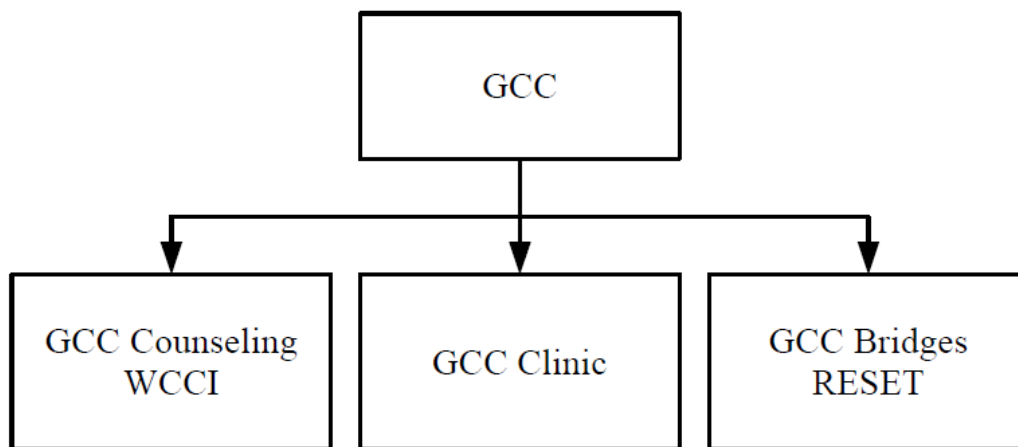 GCC
GCC Counseling
WCCI
GCC Clinic
GCC Bridges
RESET